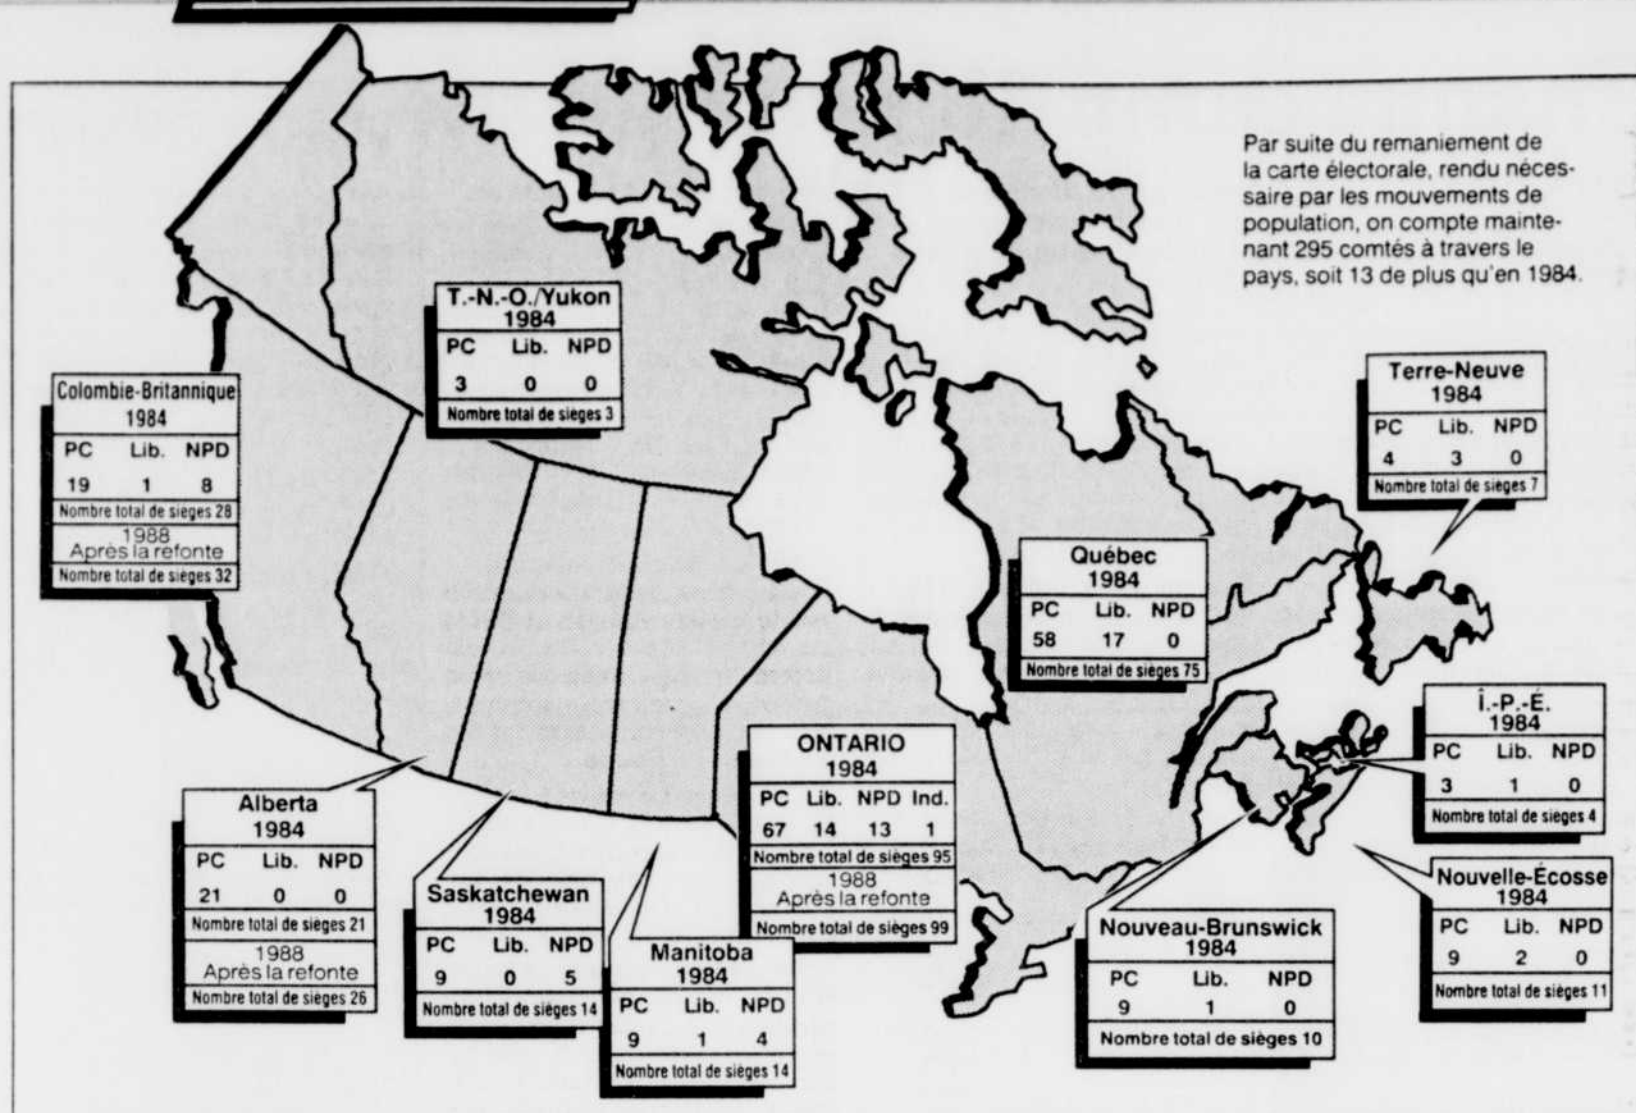 Par suite du remaniement de
la carte électorale, rendu néces-
saire par les mouvements de
population, on compte mainte-
nant 295 comtés à travers le
pays, soit 13 de plus qu'en 1984.
T.-N.-O./Yukon
1984
PC Lib. NPD
3 0 0
Nombre total de sièges 3
Colombie-Britannique
1984
PC Lib. NPD
19 1 8
Nombre total de sièges 28
1988
Après la refonte
Nombre total de sièges 32
Terre-Neuve
1984
PC Lib. NPD
4 3 0
Nombre total de sièges 7
Québec
1984
PC Lib. NPD
58 17 0
Nombre total de sièges 75
Î.-P.-É.
1984
PC Lib. NPD
3 1 0
Nombre total de sièges 4
ONTARIO
1984
PC Lib. NPD Ind.
67 14 13 1
Nombre total de sièges 95
1988
Après la refonte
Nombre total de sièges 99
Alberta
1984
PC Lib. NPD
21 0 0
Nombre total de sièges 21
1988
Après la refonte
Nombre total de sièges 26
Saskatchewan
1984
PC Lib. NPD
9 0 5
Nombre total de sièges 14
Manitoba
1984
PC Lib. NPD
9 1 4
Nombre total de sièges 14
Nouveau-Brunswick
1984
PC Lib. NPD
9 1 0
Nombre total de sièges 10
Nouvelle-Écosse
1984
PC Lib. NPD
9 2 0
Nombre total de sièges 11